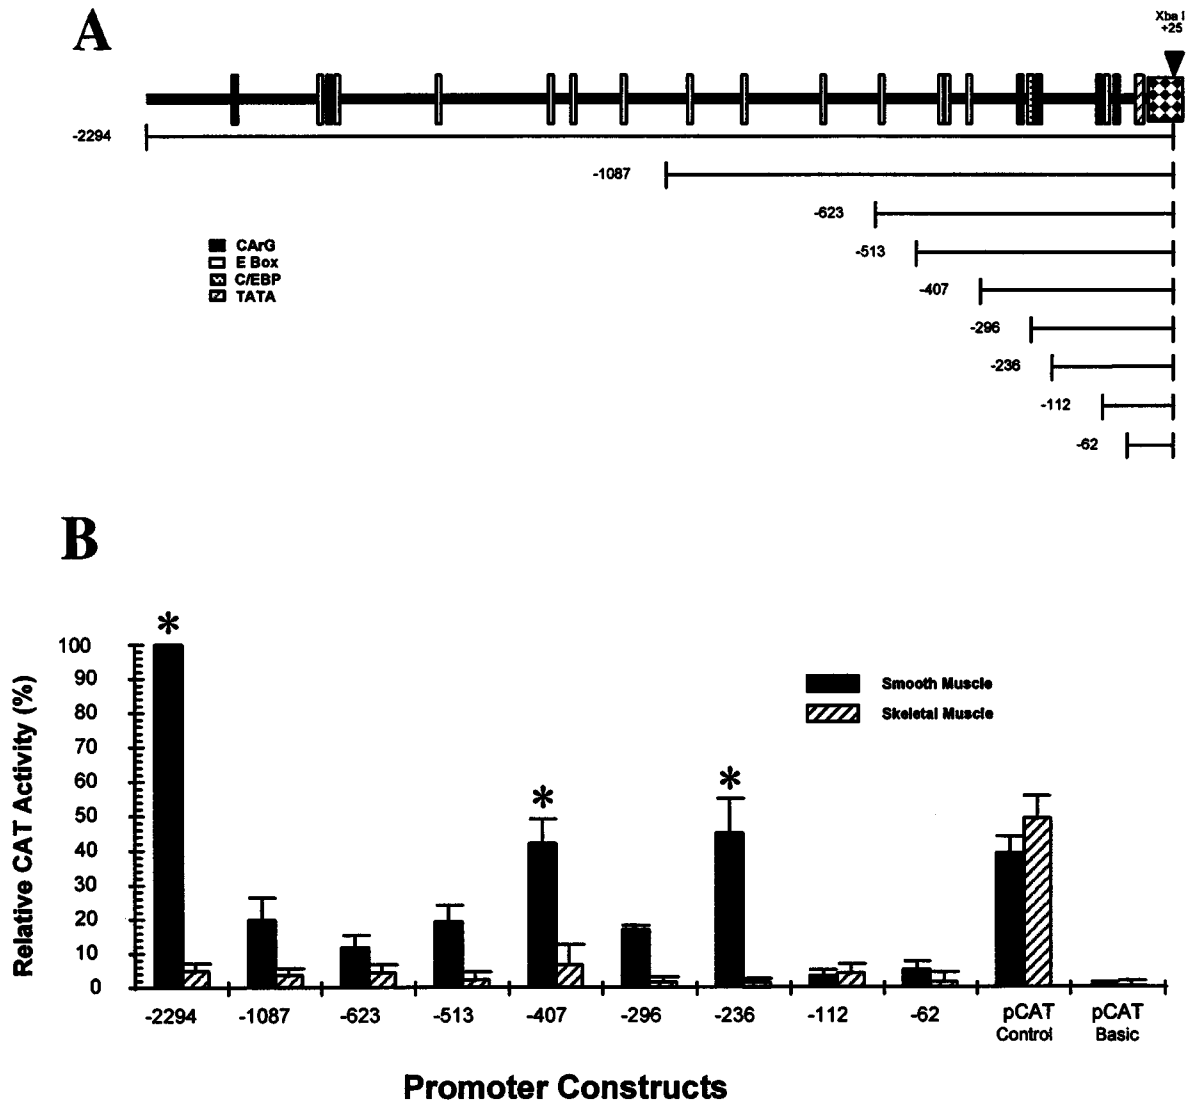 A
Xba I
+25
-2294
-1087
-623
-513
-407
-296
-236
-112
-62
CArG
E Box
C/EBP
TATA
B
*
*
*
100
90
80
70
60
50
40
30
20
10
0
Relative CAT Activity (%)
Smooth Muscle
Skeletal Muscle
-2294 -1087 -623 -513 -407 -296 -236 -112 -62 pCAT Control pCAT Basic
Promoter Constructs